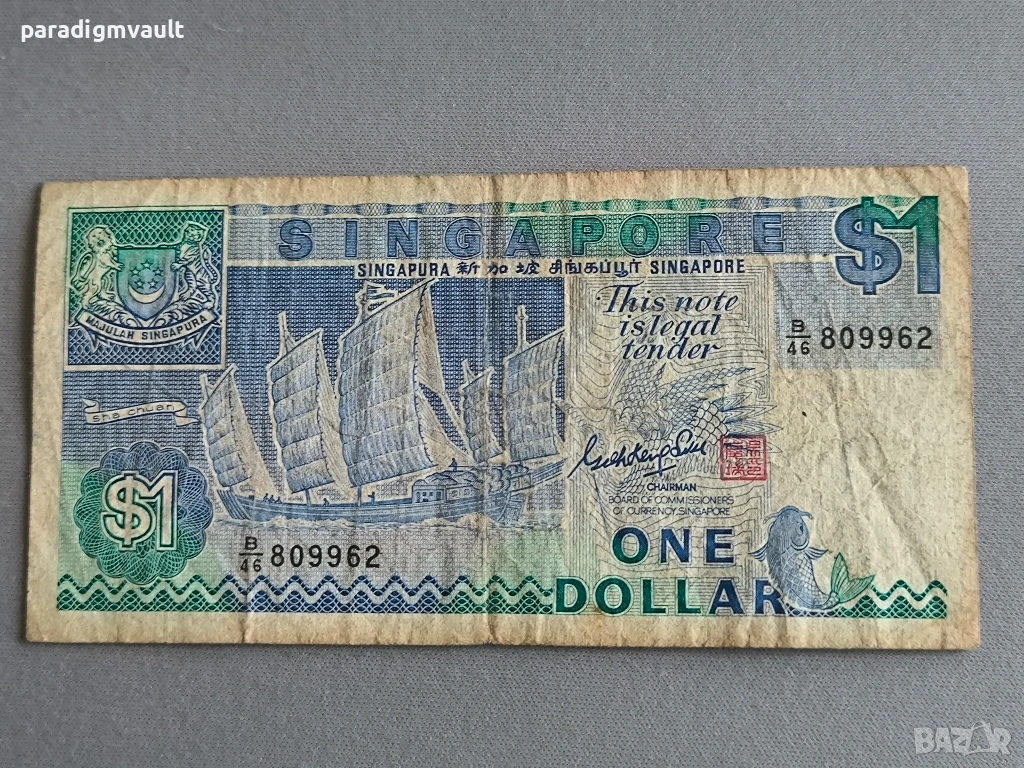 paradigmvault
SINGAPORE
$1
SINGAPURA 新加坡 சிங்கப்பூர் SINGAPORE
MAJULAH SINGAPURA
This note
is legal
tender
B/46 809962
sha chuan
$1
CHAIRMAN
BOARD OF COMMISSIONERS
OF CURRENCY, SINGAPORE
B/46 809962
ONE
DOLLAR
BAZAR